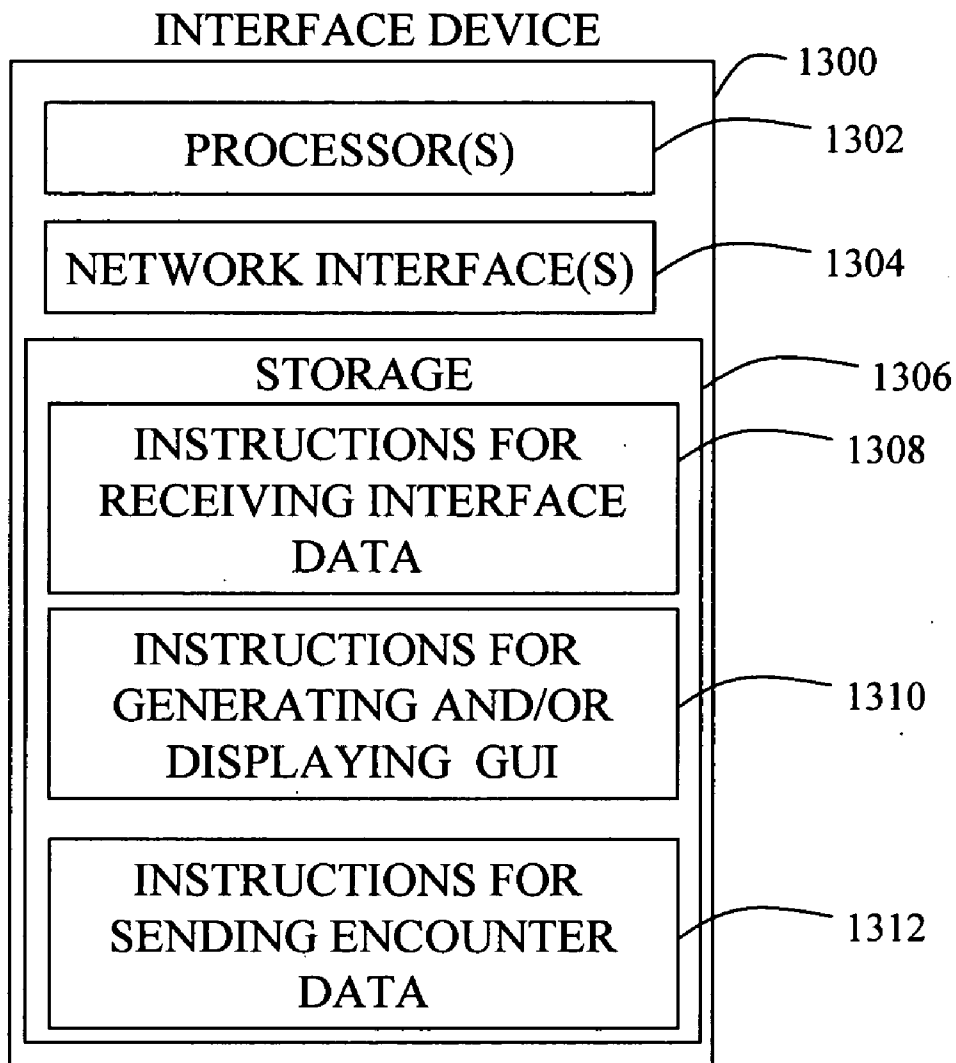 INTERFACE DEVICE
1300
PROCESSOR(S)
1302
NETWORK INTERFACE(S)
1304
STORAGE
1306
INSTRUCTIONS FOR
RECEIVING INTERFACE
DATA
1308
INSTRUCTIONS FOR
GENERATING AND/OR
DISPLAYING GUI
1310
INSTRUCTIONS FOR
SENDING ENCOUNTER
DATA
1312